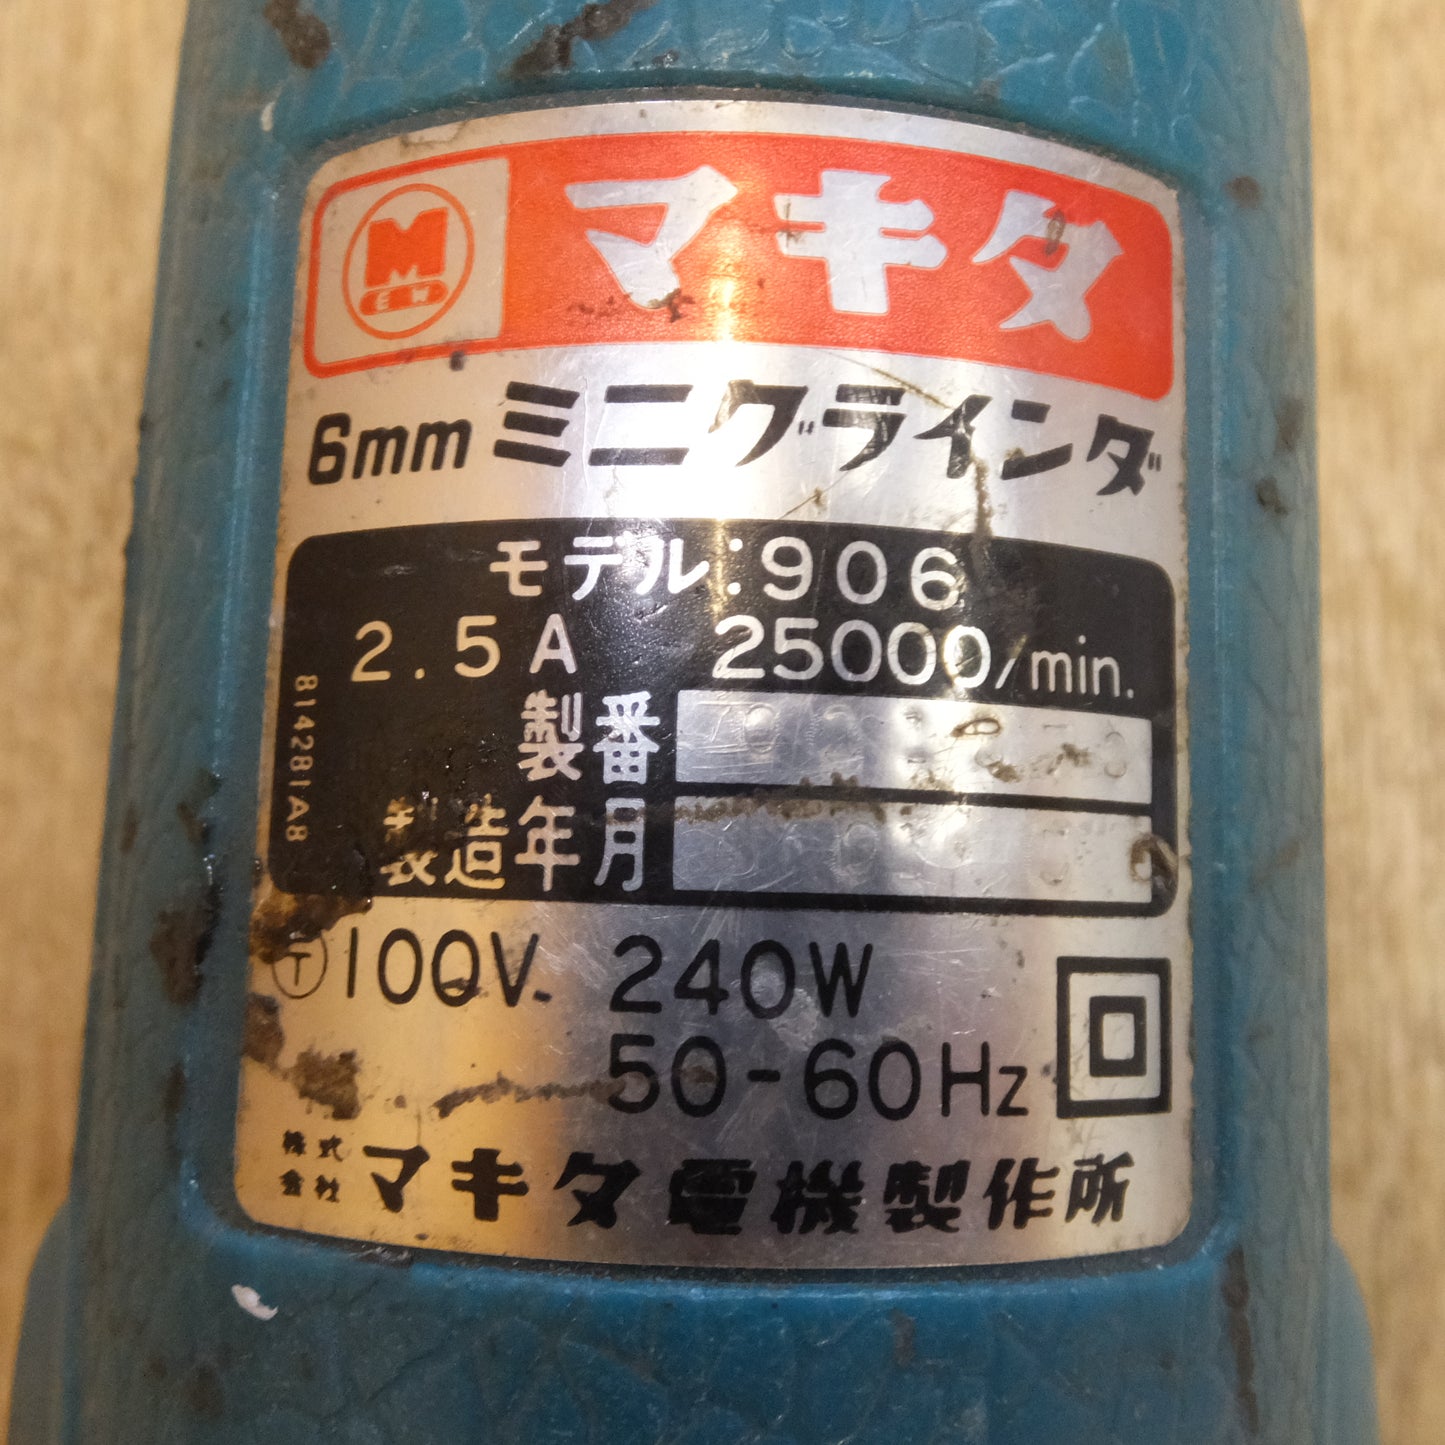 M
E W
マキタ
6mm ミニグラインダ
モデル:906
2.5A 25000/min.
製番
製造年月
814281A8
T 100V 240W
50-60Hz
株式会社 マキタ電機製作所